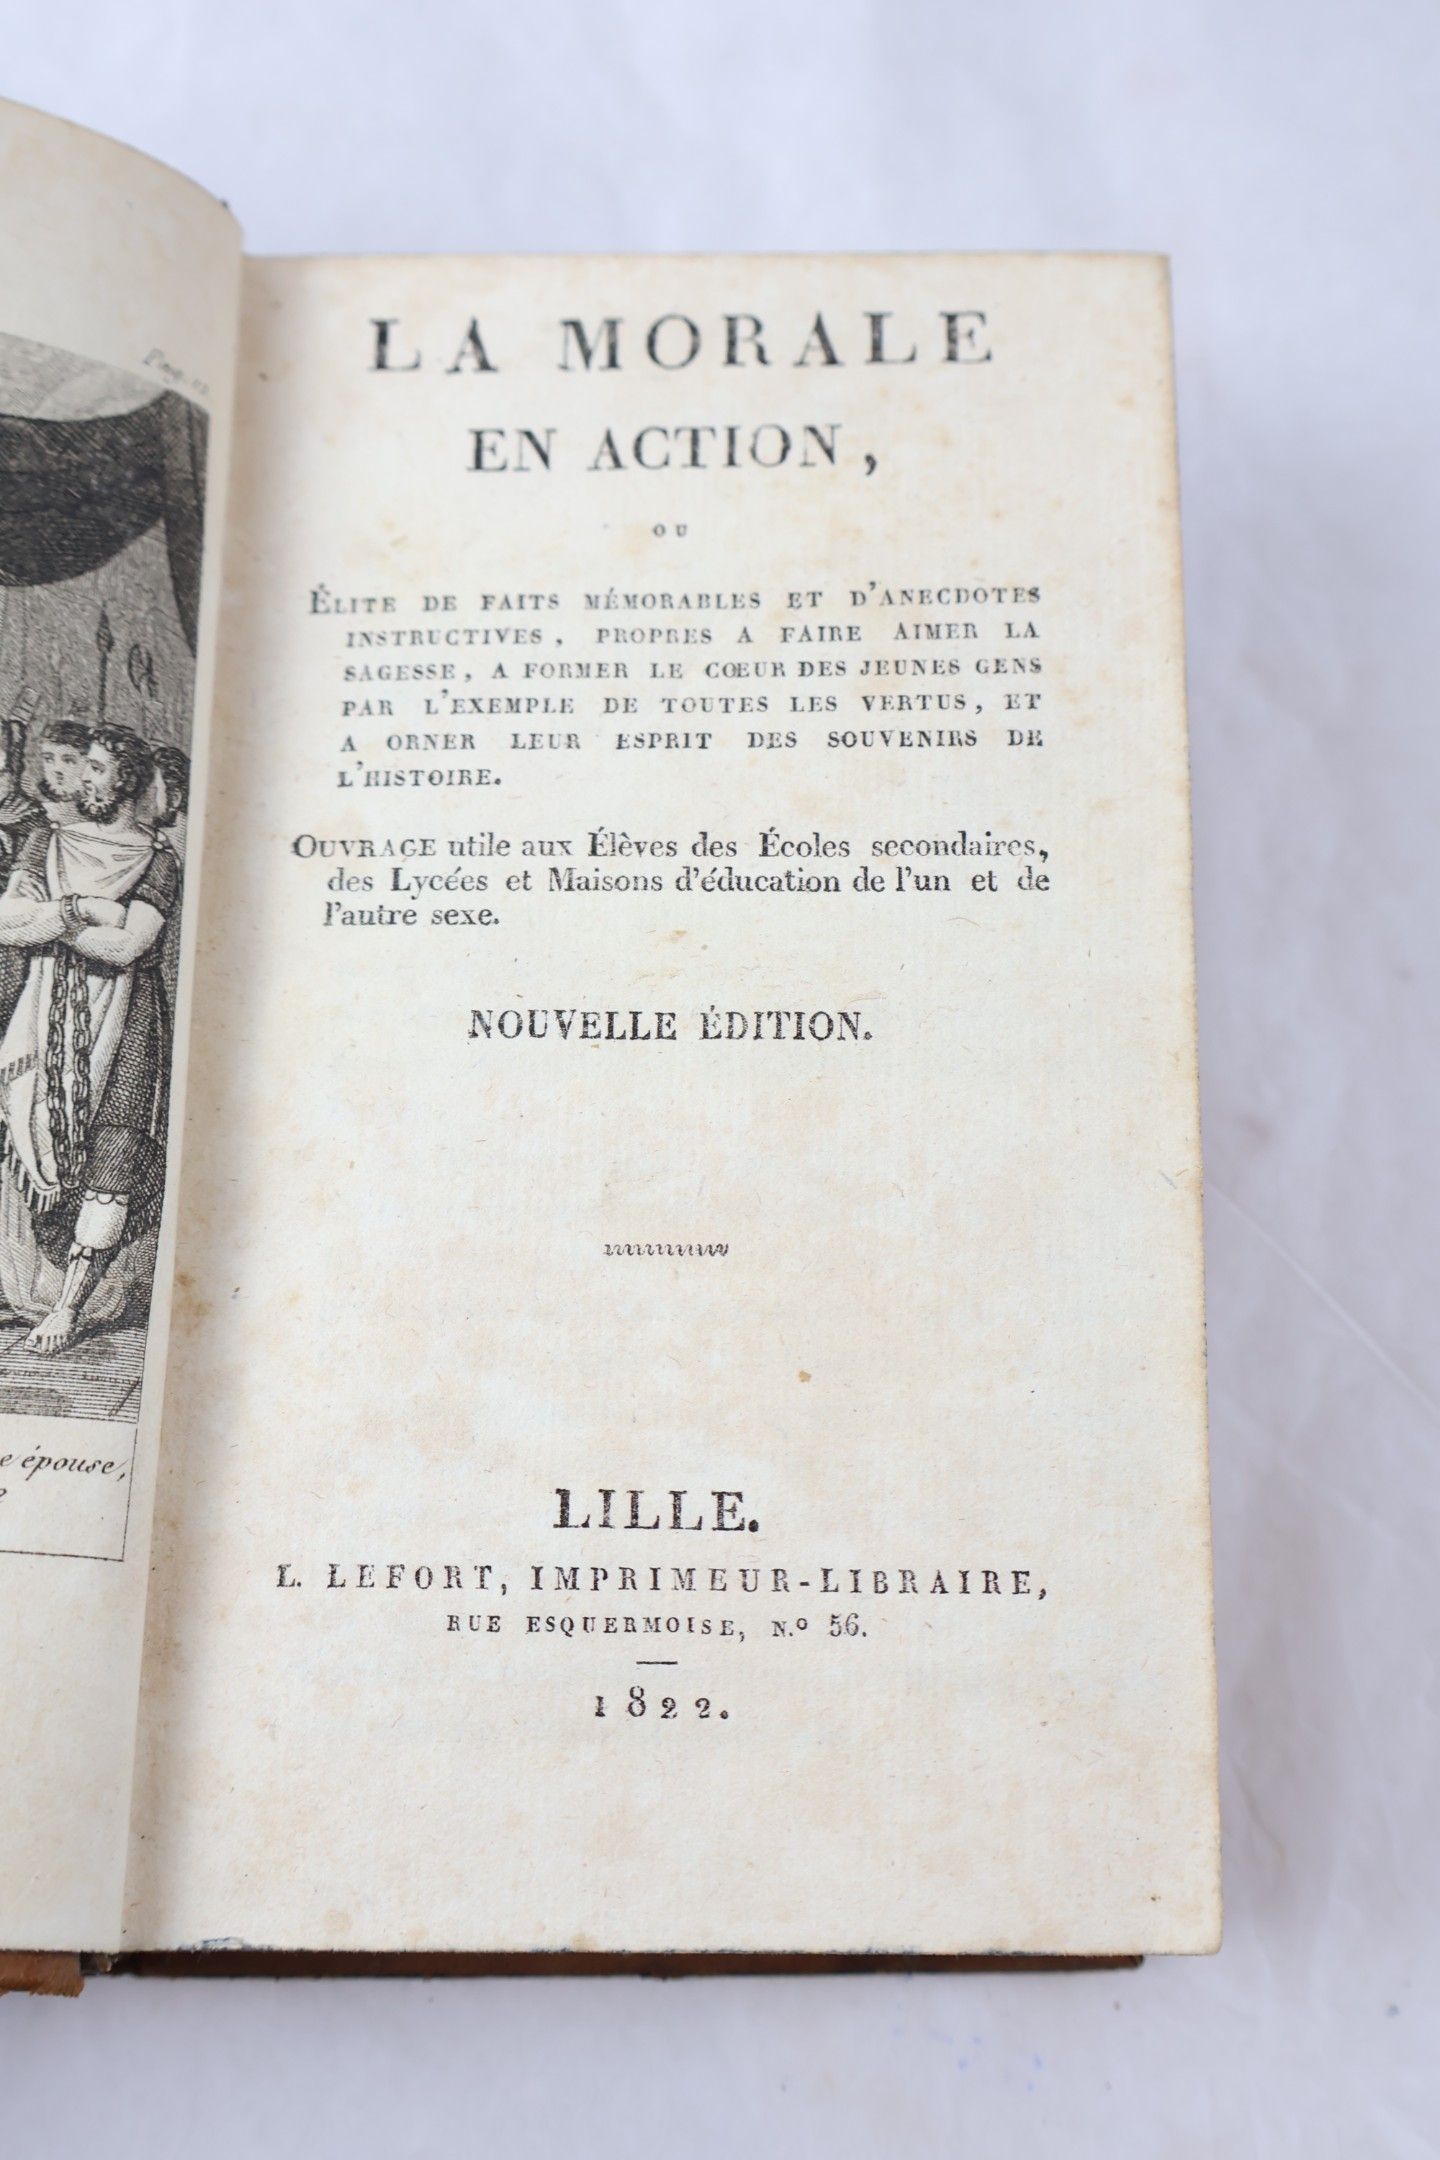 e épouse,
LA MORALE
EN ACTION,
OU
ÉLITE DE FAITS MÉMORABLES ET D'ANECDOTES
INSTRUCTIVES, PROPRES A FAIRE AIMER LA
SAGESSE, A FORMER LE CŒUR DES JEUNES GENS
PAR L'EXEMPLE DE TOUTES LES VERTUS, ET
A ORNER LEUR ESPRIT DES SOUVENIRS DE
L'HISTOIRE.
OUVRAGE utile aux Élèves des Écoles secondaires,
des Lycées et Maisons d'éducation de l'un et de
l'autre sexe.
NOUVELLE ÉDITION.
LILLE.
L. LEFORT, IMPRIMEUR-LIBRAIRE,
RUE ESQUERMOISE, N.º 56.
1822.